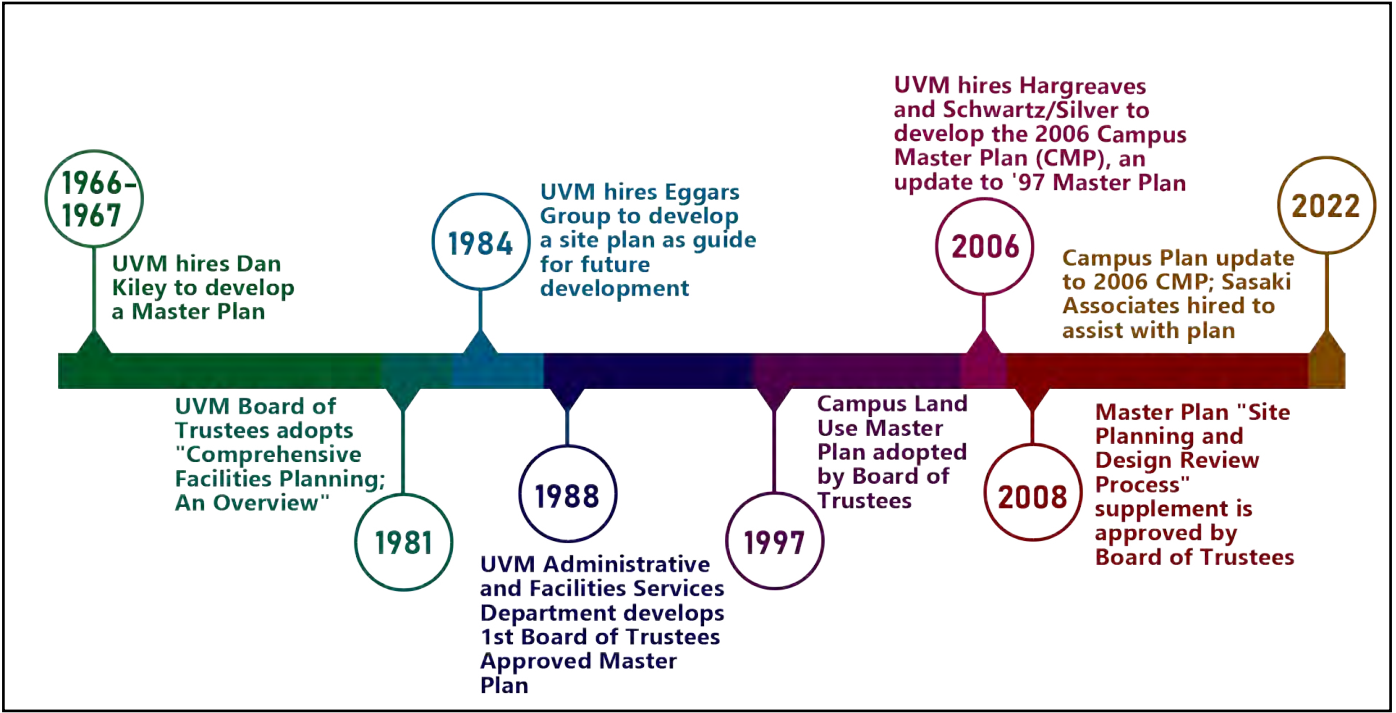 1966-
1967
UVM hires Dan
Kiley to develop
a Master Plan
UVM Board of
Trustees adopts
"Comprehensive
Facilities Planning;
An Overview"
1981
1984
UVM hires Eggars
Group to develop
a site plan as guide
for future
development
1988
UVM Administrative
and Facilities Services
Department develops
1st Board of Trustees
Approved Master
Plan
1997
Campus Land
Use Master
Plan adopted
by Board of
Trustees
UVM hires Hargreaves
and Schwartz/Silver to
develop the 2006 Campus
Master Plan (CMP), an
update to '97 Master Plan
2006
2008
Master Plan "Site
Planning and
Design Review
Process"
supplement is
approved by
Board of Trustees
2022
Campus Plan update
to 2006 CMP; Sasaki
Associates hired to
assist with plan